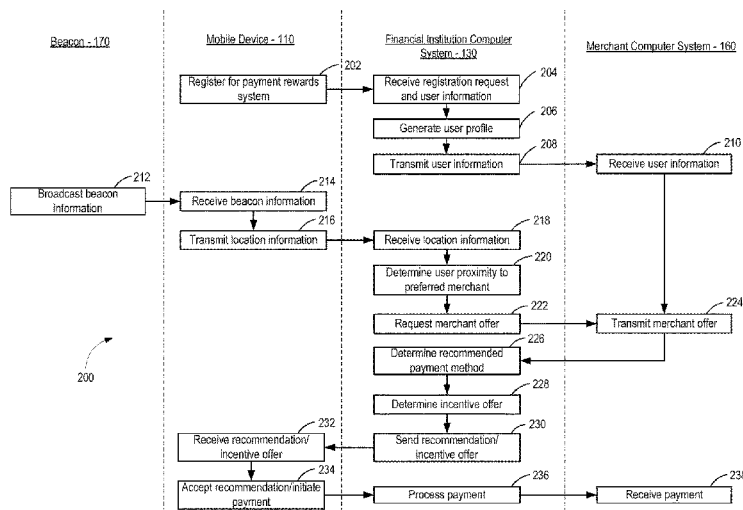 Beacon - 170
Mobile Device - 110
Financial Institution Computer
System - 130
Merchant Computer System - 160
202
Register for payment rewards
system
204
Receive registration request
and user information
206
Generate user profile
208
Transmit user information
210
Receive user information
212
Broadcast beacon
information
214
Receive beacon information
216
Transmit location information
218
Receive location information
220
Determine user proximity to
preferred merchant
222
Request merchant offer
224
Transmit merchant offer
226
Determine recommended
payment method
228
Determine incentive offer
200
230
Send recommendation/
incentive offer
232
Receive recommendation/
incentive offer
234
Accept recommendation/initiate
payment
236
Process payment
238
Receive payment